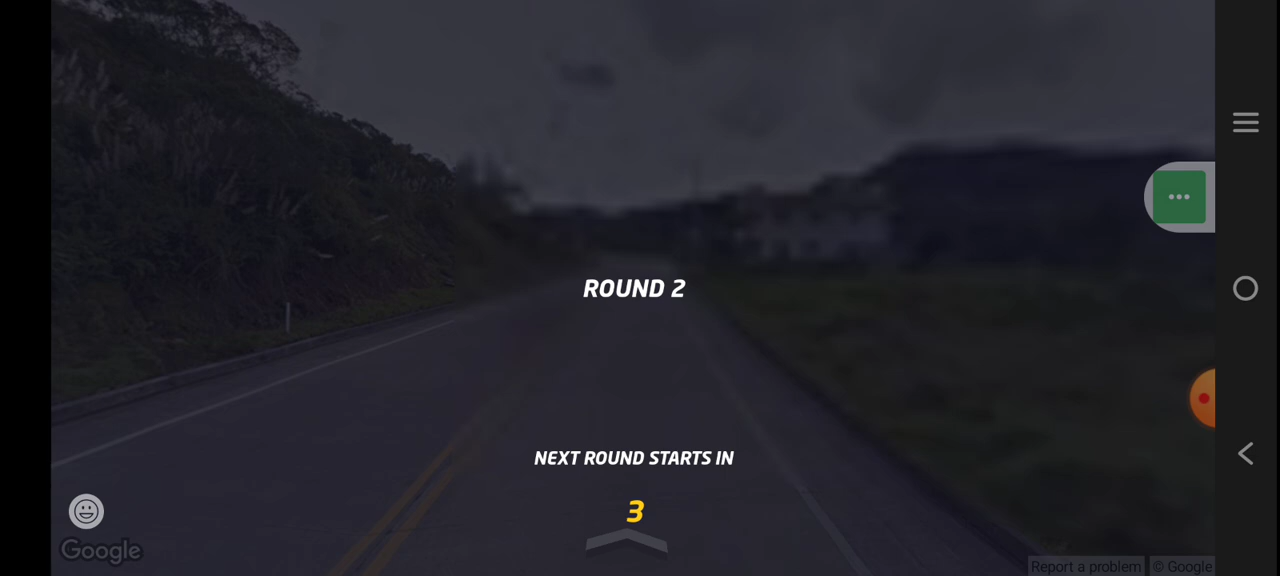 ROUND 2
NEXT ROUND STARTS IN
3
Google
Report a problem
© Google